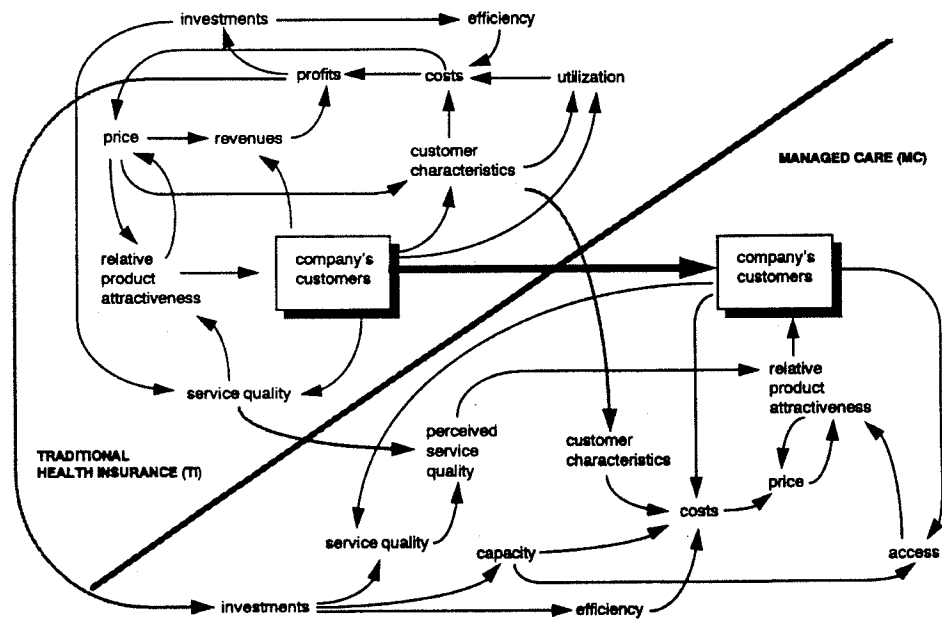 investments
efficiency
profits
costs
utilization
price
revenues
customer
characteristics
MANAGED CARE (MC)
relative
product
attractiveness
company's
customers
company's
customers
service quality
relative
product
attractiveness
perceived
service
quality
customer
characteristics
TRADITIONAL
HEALTH INSURANCE (TI)
price
costs
service quality
capacity
access
investments
efficiency